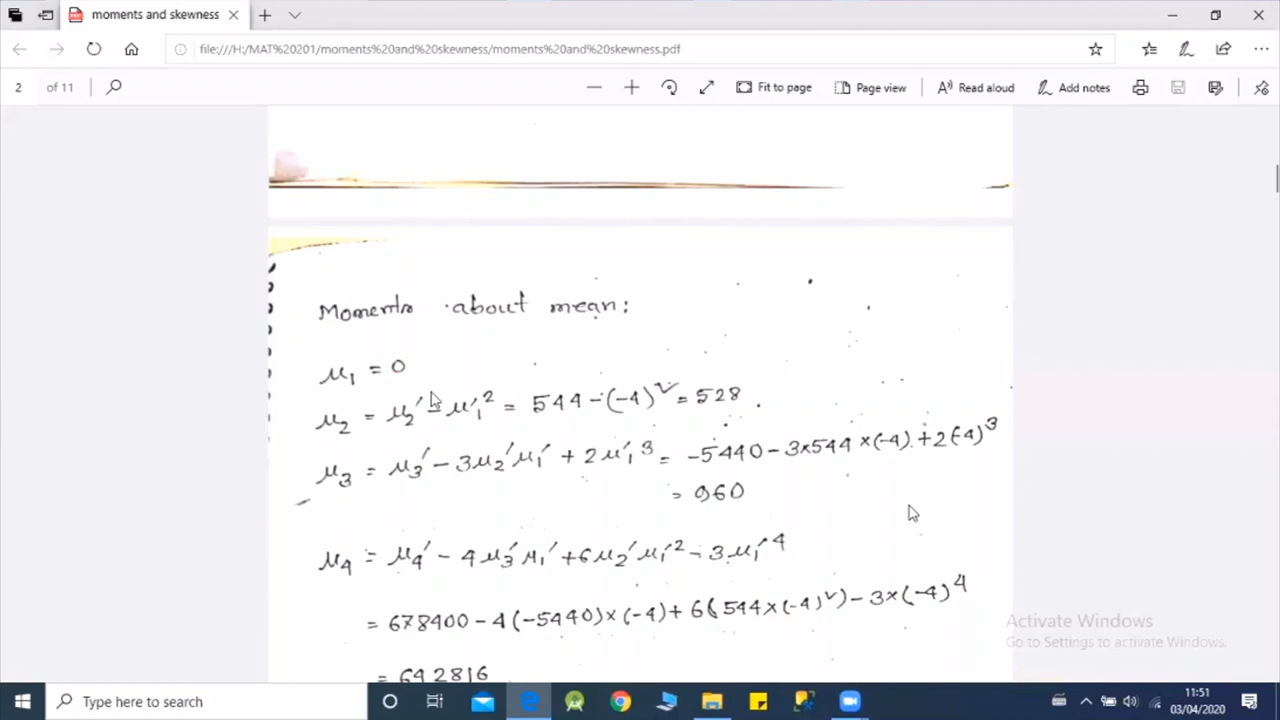 moments and skewness
file:///H:/MAT%20201/moments%20and%20skewness/moments%20and%20skewness.pdf
2 of 11
Fit to page
Page view
Read aloud
Add notes
Moments about mean:
μ₁ = 0
μ₂ = μ₂′ − μ₁′² = 544 − (−4)² = 528
μ₃ = μ₃′ − 3μ₂′μ₁′ + 2μ₁′³ = −5440 − 3×544×(−4) + 2(−4)³
= 960
μ₄ = μ₄′ − 4μ₃′μ₁′ + 6μ₂′μ₁′² − 3μ₁′⁴
= 678400 − 4(−5440)×(−4) + 6(544×(−4)²) − 3×(−4)⁴
= 642816
Activate Windows
Go to Settings to activate Windows.
Type here to search
11:51
03/04/2020